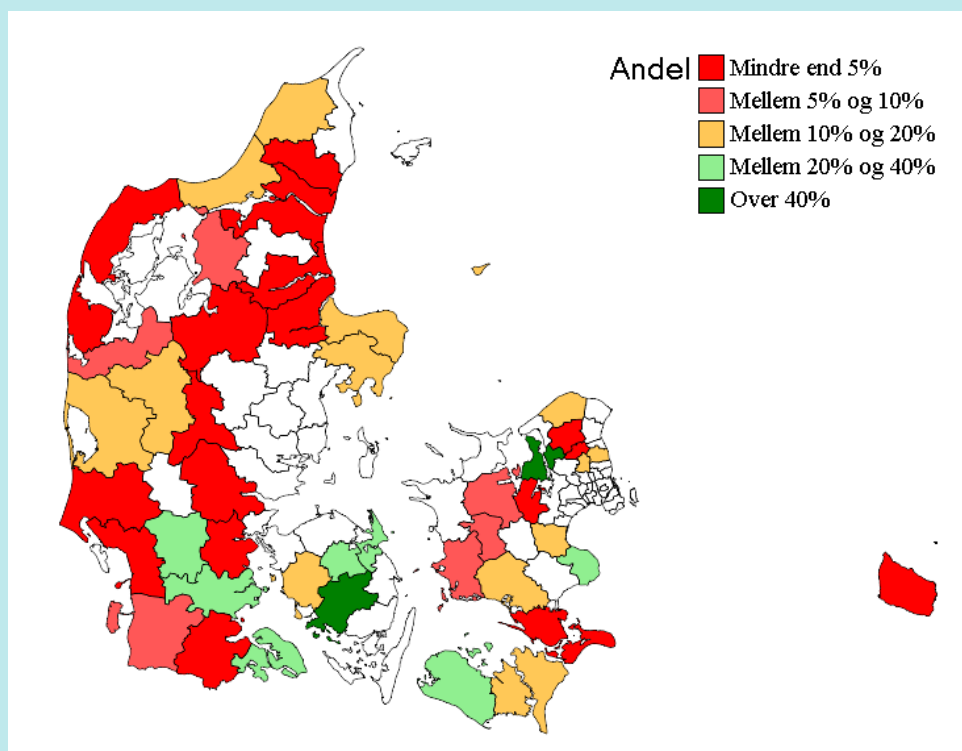 Andel
Mindre end 5%
Mellem 5% og 10%
Mellem 10% og 20%
Mellem 20% og 40%
Over 40%